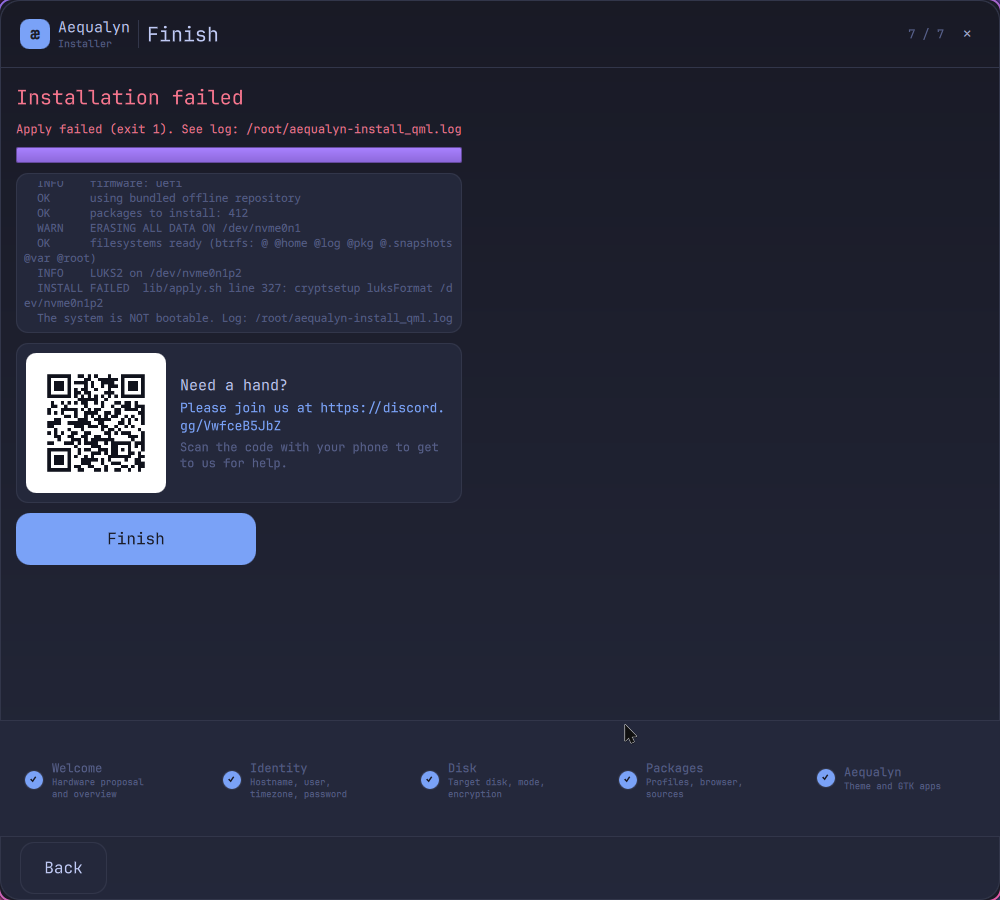 æ
Aequalyn
Installer
Finish
7 / 7
×
Installation failed
Apply failed (exit 1). See log: /root/aequalyn-install_qml.log
INFO firmware: uefi
OK using bundled offline repository
OK packages to install: 412
WARN ERASING ALL DATA ON /dev/nvme0n1
OK filesystems ready (btrfs: @ @home @log @pkg @.snapshots
@var @root)
INFO LUKS2 on /dev/nvme0n1p2
INSTALL FAILED lib/apply.sh line 327: cryptsetup luksFormat /d
ev/nvme0n1p2
The system is NOT bootable. Log: /root/aequalyn-install_qml.log
Need a hand?
Please join us at https://discord.
gg/VwfceB5JbZ
Scan the code with your phone to get
to us for help.
Finish
Welcome
Hardware proposal
and overview
Identity
Hostname, user,
timezone, password
Disk
Target disk, mode,
encryption
Packages
Profiles, browser,
sources
Aequalyn
Theme and GTK apps
Back